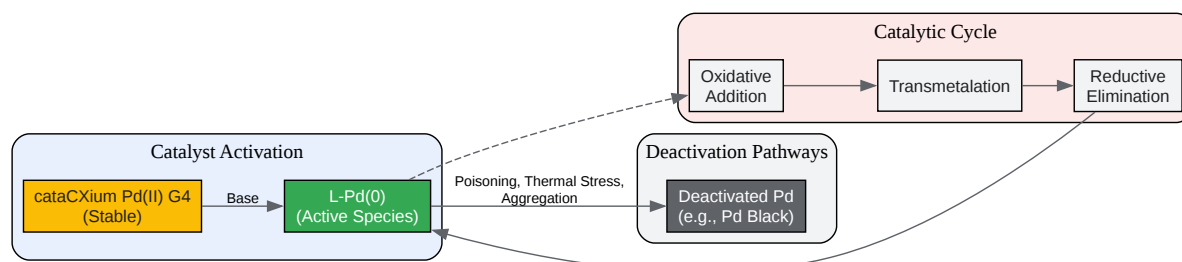 Catalytic Cycle
Oxidative
Addition
Transmetalation
Reductive
Elimination
Catalyst Activation
cataCXium Pd(II) G4
(Stable)
Base
L-Pd(0)
(Active Species)
Poisoning, Thermal Stress,
Aggregation
Deactivation Pathways
Deactivated Pd
(e.g., Pd Black)